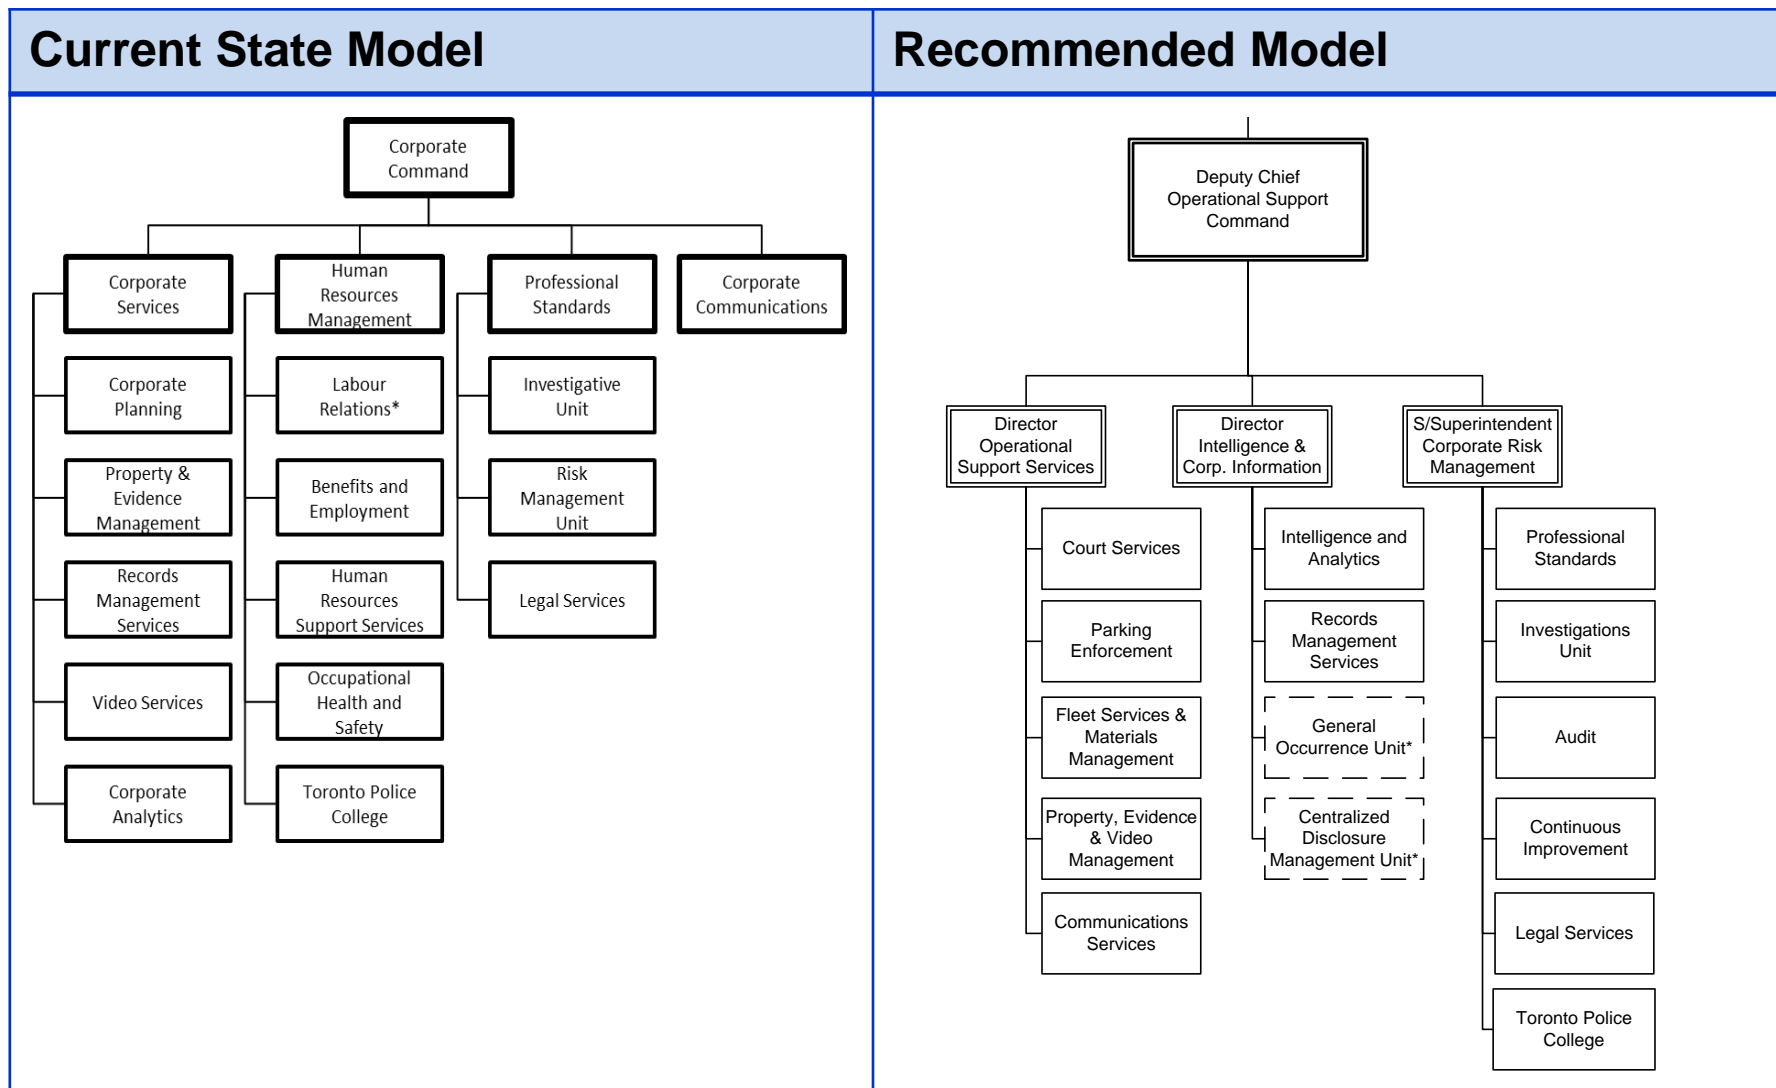 Current State Model
Recommended Model
Corporate
Command
Corporate
Services
Human
Resources
Management
Professional
Standards
Corporate
Communications
Corporate
Planning
Labour
Relations*
Investigative
Unit
Property &
Evidence
Management
Benefits and
Employment
Risk
Management
Unit
Records
Management
Services
Human
Resources
Support Services
Legal Services
Video Services
Occupational
Health and
Safety
Corporate
Analytics
Toronto Police
College
Deputy Chief
Operational Support
Command
Director
Operational
Support Services
Director
Intelligence &
Corp. Information
S/Superintendent
Corporate Risk
Management
Court Services
Intelligence and
Analytics
Professional
Standards
Parking
Enforcement
Records
Management
Services
Investigations
Unit
Fleet Services &
Materials
Management
General
Occurrence Unit*
Audit
Property, Evidence
& Video
Management
Centralized
Disclosure
Management Unit*
Continuous
Improvement
Communications
Services
Legal Services
Toronto Police
College